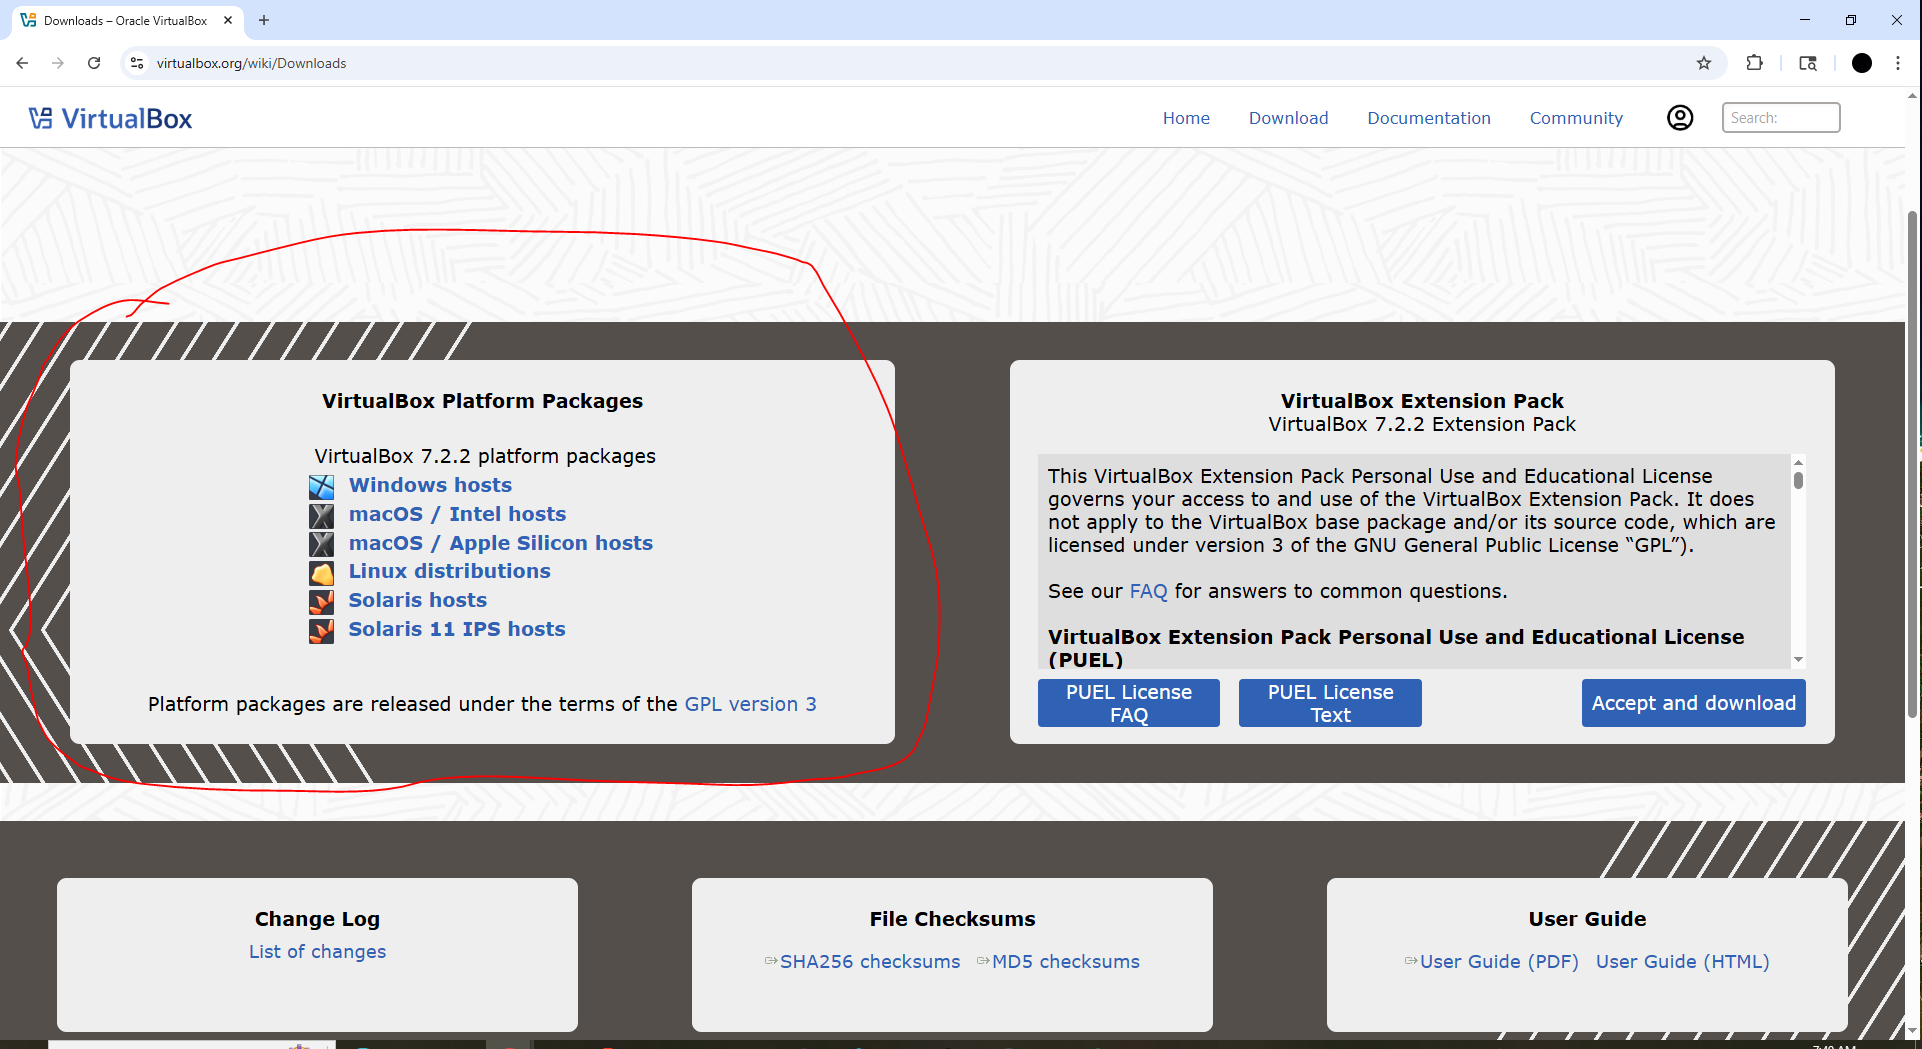 Downloads – Oracle VirtualBox
virtualbox.org/wiki/Downloads
VirtualBox
Home Download Documentation Community Search:
VirtualBox Platform Packages
VirtualBox 7.2.2 platform packages
Windows hosts
macOS / Intel hosts
macOS / Apple Silicon hosts
Linux distributions
Solaris hosts
Solaris 11 IPS hosts
Platform packages are released under the terms of the GPL version 3
VirtualBox Extension Pack
VirtualBox 7.2.2 Extension Pack
This VirtualBox Extension Pack Personal Use and Educational License
governs your access to and use of the VirtualBox Extension Pack. It does
not apply to the VirtualBox base package and/or its source code, which are
licensed under version 3 of the GNU General Public License “GPL”).
See our FAQ for answers to common questions.
VirtualBox Extension Pack Personal Use and Educational License
(PUEL)
PUEL License
FAQ
PUEL License
Text
Accept and download
Change Log
List of changes
File Checksums
SHA256 checksums MD5 checksums
User Guide
User Guide (PDF) User Guide (HTML)